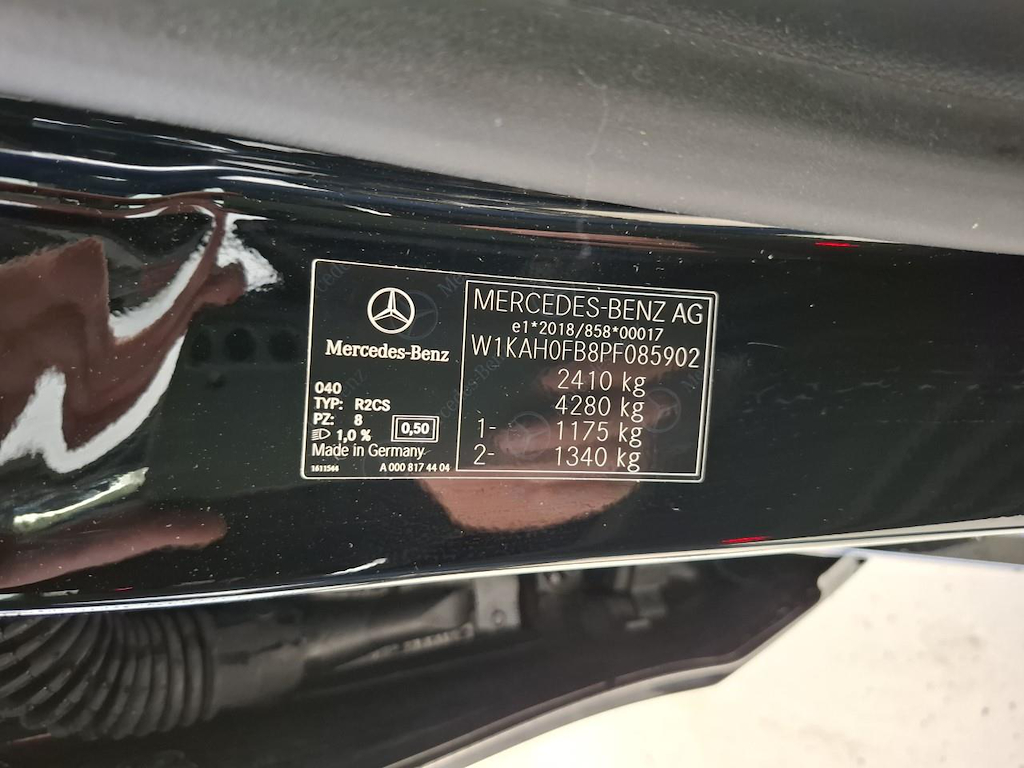 Mercedes-Benz
040
TYP: R2CS
PZ: 8
1,0 %
0,50
Made in Germany
1611566
A 000 817 44 04
MERCEDES-BENZ AG
e1*2018/858*00017
W1KAH0FB8PF085902
2410 kg
4280 kg
1- 1175 kg
2- 1340 kg